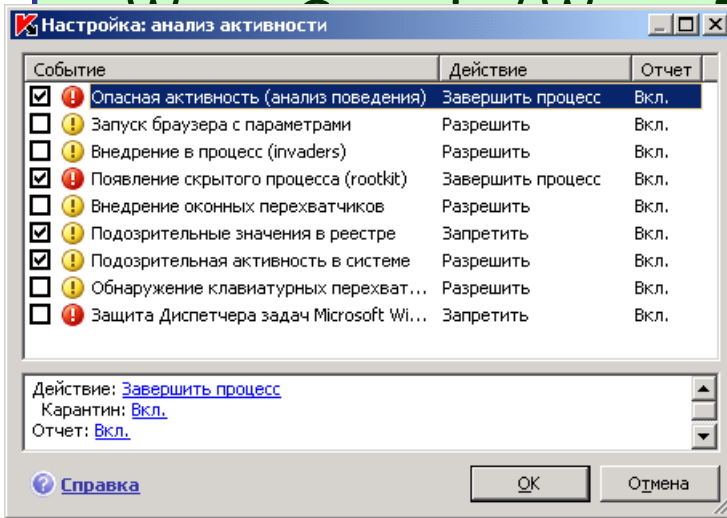 Настройка: анализ активности
Событие Действие Отчет
Опасная активность (анализ поведения) Завершить процесс Вкл.
Запуск браузера с параметрами Разрешить Вкл.
Внедрение в процесс (invaders) Разрешить Вкл.
Появление скрытого процесса (rootkit) Завершить процесс Вкл.
Внедрение оконных перехватчиков Разрешить Вкл.
Подозрительные значения в реестре Запретить Вкл.
Подозрительная активность в системе Разрешить Вкл.
Обнаружение клавиатурных перехват... Разрешить Вкл.
Защита Диспетчера задач Microsoft Wi... Запретить Вкл.
Действие: Завершить процесс
Карантин: Вкл.
Отчет: Вкл.
Справка OK Отмена